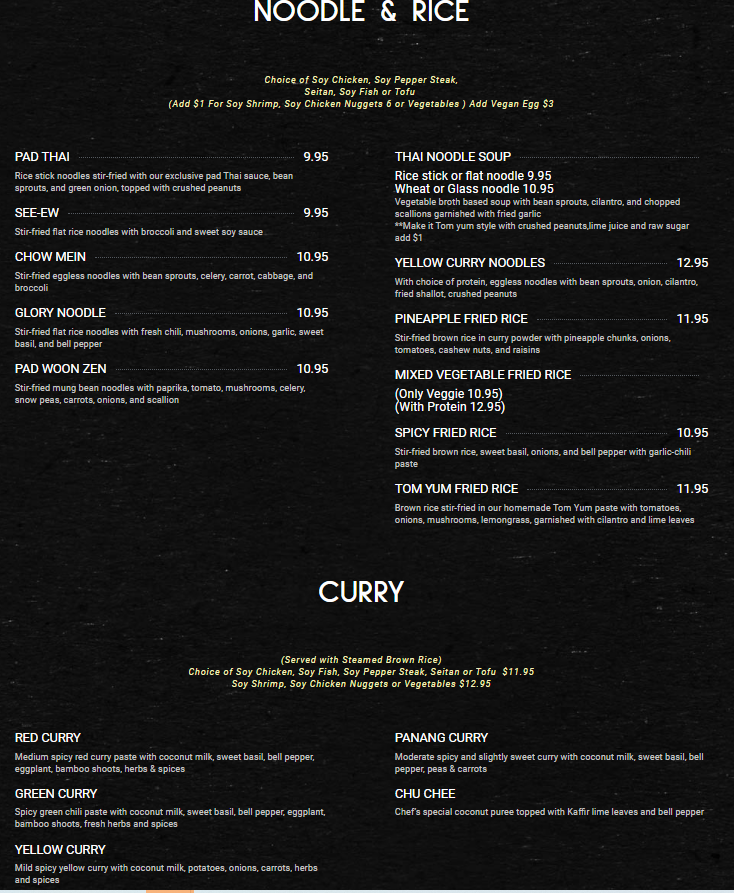 NOODLE & RICE
Choice of Soy Chicken, Soy Pepper Steak,
Seitan, Soy Fish or Tofu
(Add $1 For Soy Shrimp, Soy Chicken Nuggets 6 or Vegetables ) Add Vegan Egg $3
PAD THAI 9.95
Rice stick noodles stir-fried with our exclusive pad Thai sauce, bean
sprouts, and green onion, topped with crushed peanuts
SEE-EW 9.95
Stir-fried flat rice noodles with broccoli and sweet soy sauce
CHOW MEIN 10.95
Stir-fried eggless noodles with bean sprouts, celery, carrot, cabbage, and
broccoli
GLORY NOODLE 10.95
Stir-fried flat rice noodles with fresh chili, mushrooms, onions, garlic, sweet
basil, and bell pepper
PAD WOON ZEN 10.95
Stir-fried mung bean noodles with paprika, tomato, mushrooms, celery,
snow peas, carrots, onions, and scallion
THAI NOODLE SOUP
Rice stick or flat noodle 9.95
Wheat or Glass noodle 10.95
Vegetable broth based soup with bean sprouts, cilantro, and chopped
scallions garnished with fried garlic
**Make it Tom yum style with crushed peanuts,lime juice and raw sugar
add $1
YELLOW CURRY NOODLES 12.95
With choice of protein, eggless noodles with bean sprouts, onion, cilantro,
fried shallot, crushed peanuts
PINEAPPLE FRIED RICE 11.95
Stir-fried brown rice in curry powder with pineapple chunks, onions,
tomatoes, cashew nuts, and raisins
MIXED VEGETABLE FRIED RICE
(Only Veggie 10.95)
(With Protein 12.95)
SPICY FRIED RICE 10.95
Stir-fried brown rice, sweet basil, onions, and bell pepper with garlic-chili
paste
TOM YUM FRIED RICE 11.95
Brown rice stir-fried in our homemade Tom Yum paste with tomatoes,
onions, mushrooms, lemongrass, garnished with cilantro and lime leaves
CURRY
(Served with Steamed Brown Rice)
Choice of Soy Chicken, Soy Fish, Soy Pepper Steak, Seitan or Tofu $11.95
Soy Shrimp, Soy Chicken Nuggets or Vegetables $12.95
RED CURRY
Medium spicy red curry paste with coconut milk, sweet basil, bell pepper,
eggplant, bamboo shoots, herbs & spices
GREEN CURRY
Spicy green chili paste with coconut milk, sweet basil, bell pepper, eggplant,
bamboo shoots, fresh herbs and spices
YELLOW CURRY
Mild spicy yellow curry with coconut milk, potatoes, onions, carrots, herbs
and spices
PANANG CURRY
Moderate spicy and slightly sweet curry with coconut milk, sweet basil, bell
pepper, peas & carrots
CHU CHEE
Chef's special coconut puree topped with Kaffir lime leaves and bell pepper